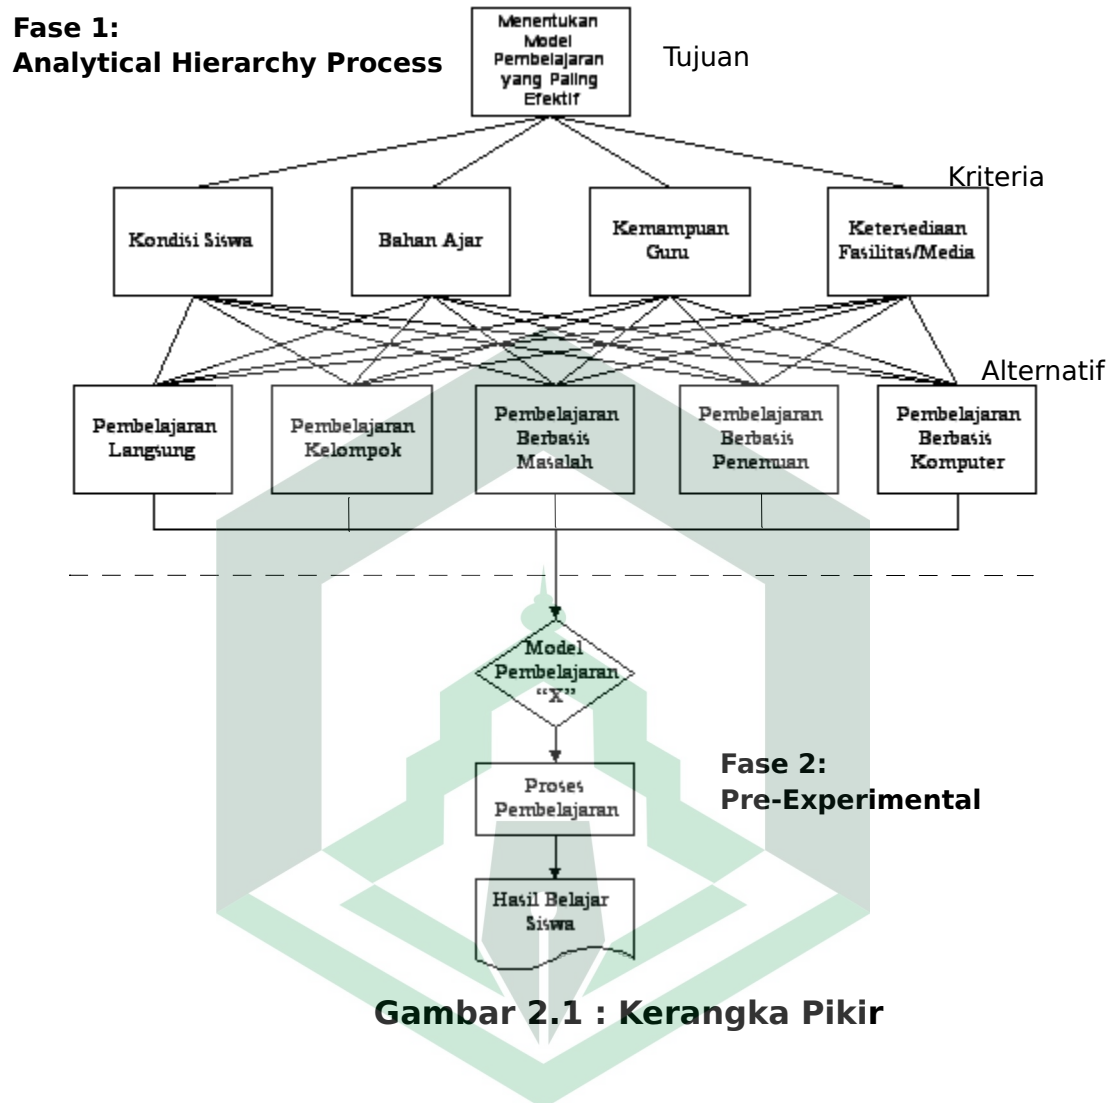 Fase 1:
Analytical Hierarchy Process
Menentukan
Model
Pembelajaran
yang Paling
Efektif
Tujuan
Kriteria
Kondisi Siswa
Bahan Ajar
Kemampuan
Guru
Ketersediaan
Fasilitas/Media
Alternatif
Pembelajaran
Langsung
Pembelajaran
Kelompok
Pembelajaran
Berbasis
Masalah
Pembelajaran
Berbasis
Penemuan
Pembelajaran
Berbasis
Komputer
Model
Pembelajaran
“X”
Fase 2:
Pre-Experimental
Proses
Pembelajaran
Hasil Belajar
Siswa
Gambar 2.1 : Kerangka Pikir